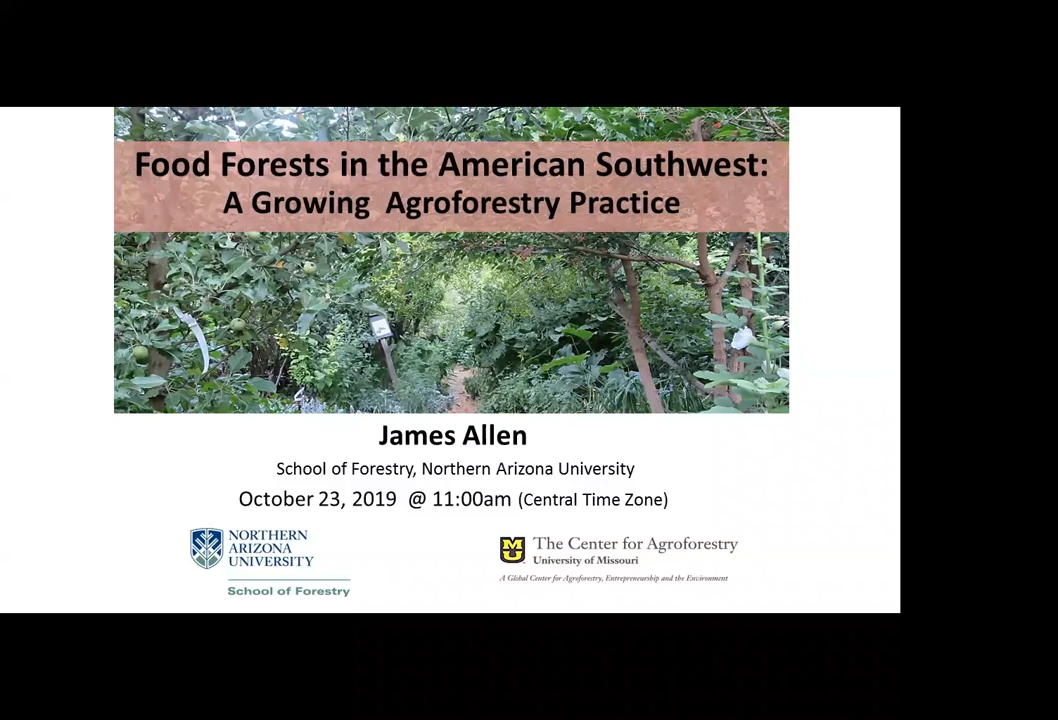 Food Forests in the American Southwest:
A Growing Agroforestry Practice
James Allen
School of Forestry, Northern Arizona University
October 23, 2019 @ 11:00am (Central Time Zone)
NORTHERN
ARIZONA
UNIVERSITY
School of Forestry
MU
The Center for Agroforestry
University of Missouri
A Global Center for Agroforestry, Entrepreneurship and the Environment